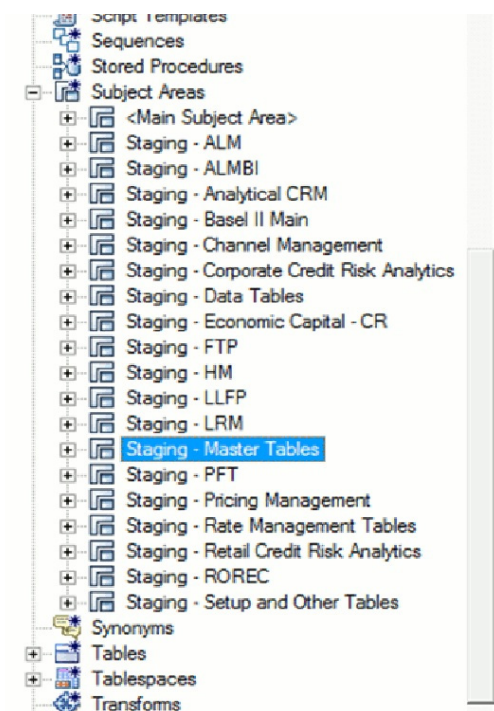 Script Templates
Sequences
Stored Procedures
Subject Areas
<Main Subject Area>
Staging - ALM
Staging - ALMBI
Staging - Analytical CRM
Staging - Basel II Main
Staging - Channel Management
Staging - Corporate Credit Risk Analytics
Staging - Data Tables
Staging - Economic Capital - CR
Staging - FTP
Staging - HM
Staging - LLFP
Staging - LRM
Staging - Master Tables
Staging - PFT
Staging - Pricing Management
Staging - Rate Management Tables
Staging - Retail Credit Risk Analytics
Staging - ROREC
Staging - Setup and Other Tables
Synonyms
Tables
Tablespaces
Transforms